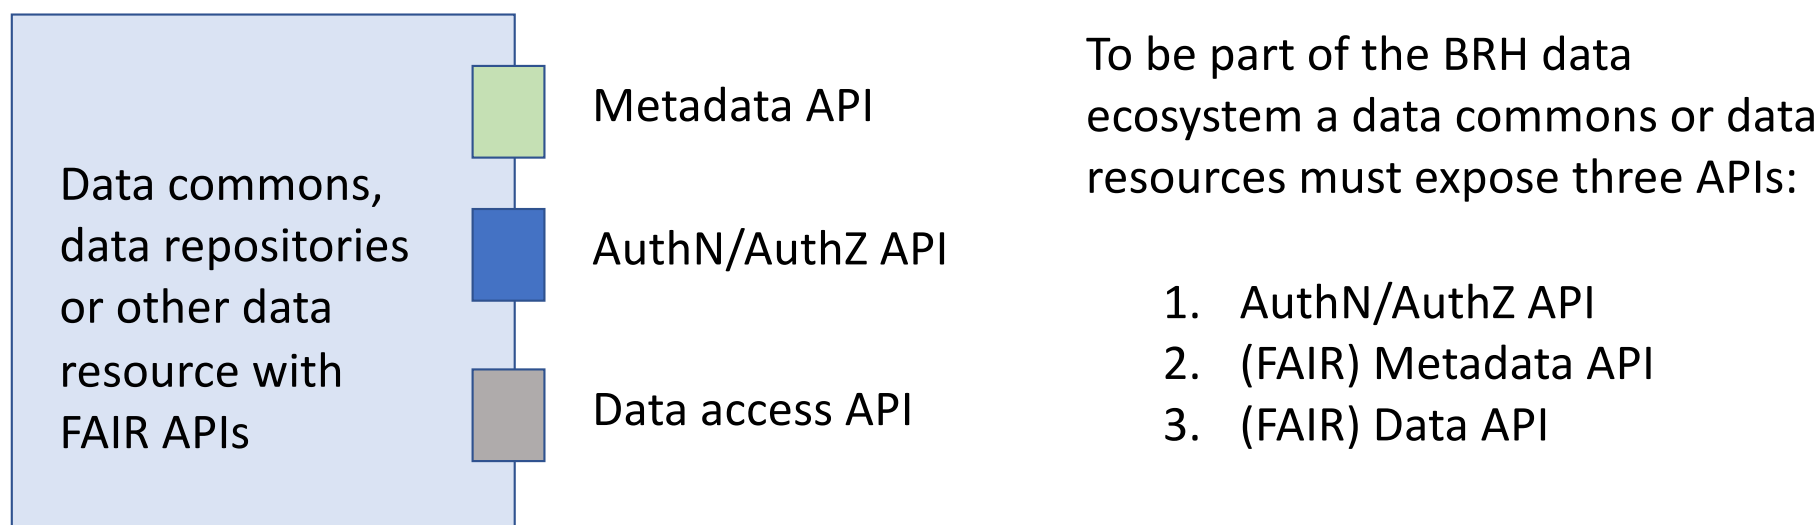 Data commons,
data repositories
or other data
resource with
FAIR APIs
Metadata API
AuthN/AuthZ API
Data access API
To be part of the BRH data
ecosystem a data commons or data
resources must expose three APIs:
1. AuthN/AuthZ API
2. (FAIR) Metadata API
3. (FAIR) Data API